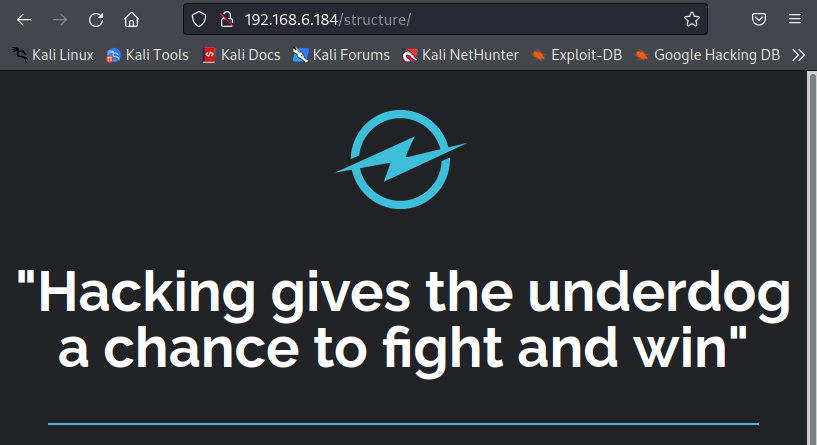 192.168.6.184/structure/
Kali Linux Kali Tools Kali Docs Kali Forums Kali NetHunter Exploit-DB Google Hacking DB
"Hacking gives the underdog
a chance to fight and win"